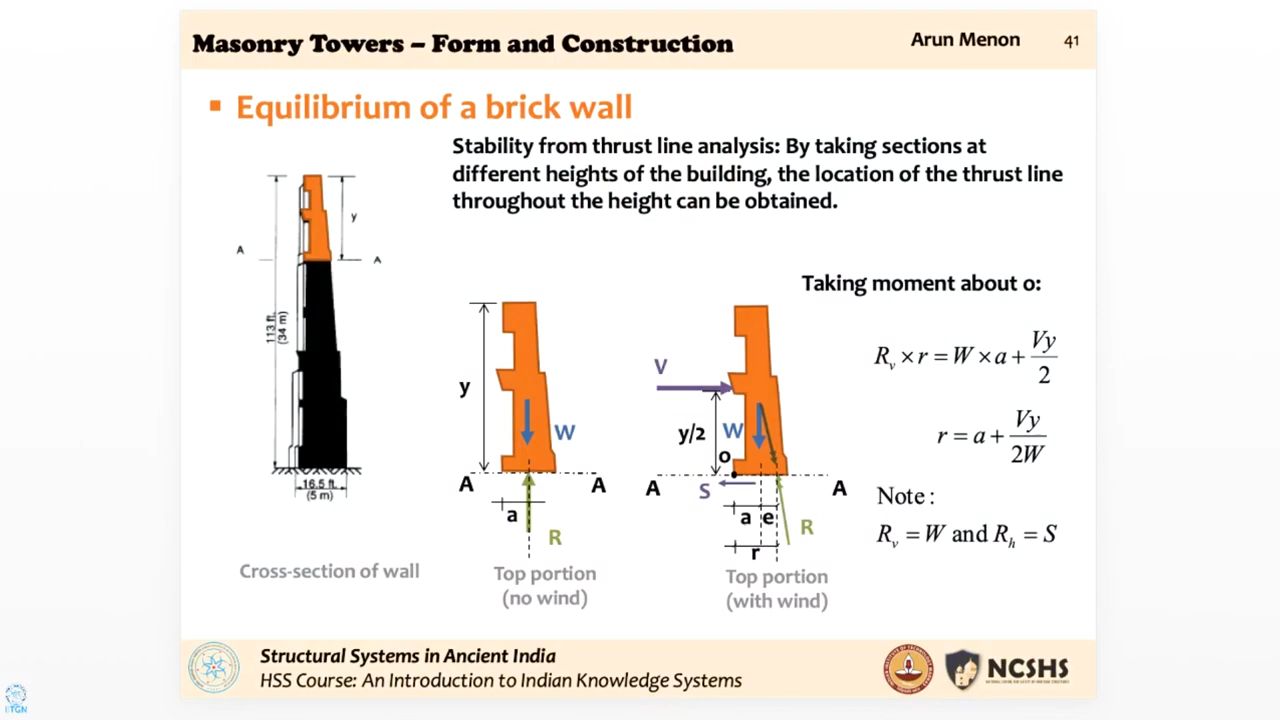 Masonry Towers – Form and Construction
Arun Menon
41
▪ Equilibrium of a brick wall
Stability from thrust line analysis: By taking sections at
different heights of the building, the location of the thrust line
throughout the height can be obtained.
y
A
A
113 ft.
(34 m)
16.5 ft.
(5 m)
Cross-section of wall
y
W
A
A
a
R
Top portion
(no wind)
V
y/2
W
o
A
A
S
a
e
R
r
Top portion
(with wind)
Taking moment about o:
R_v × r = W × a + Vy/2
r = a + Vy/2W
Note :
R_v = W and R_h = S
Structural Systems in Ancient India
HSS Course: An Introduction to Indian Knowledge Systems
NCSHS
IITGN